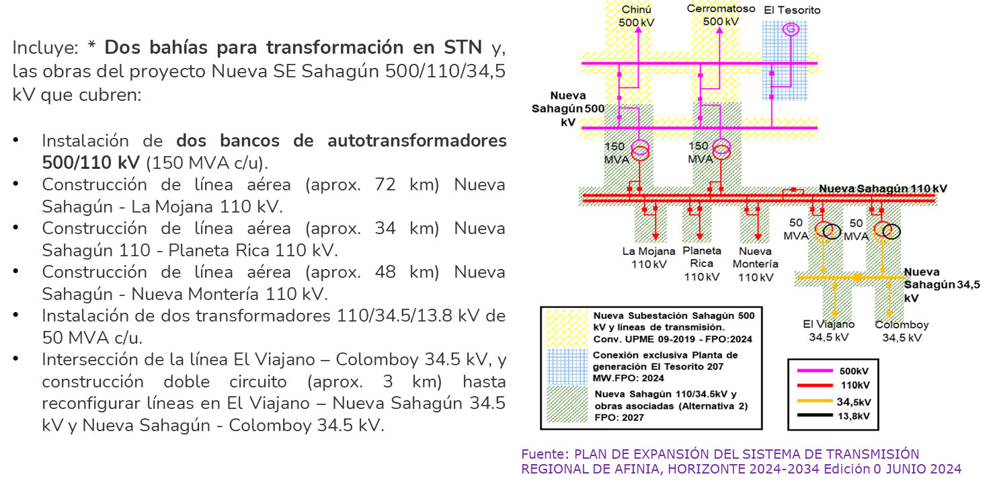 Incluye: * Dos bahías para transformación en STN y,
las obras del proyecto Nueva SE Sahagún 500/110/34,5
kV que cubren:
• Instalación de dos bancos de autotransformadores
500/110 kV (150 MVA c/u).
• Construcción de línea aérea (aprox. 72 km) Nueva
Sahagún - La Mojana 110 kV.
• Construcción de línea aérea (aprox. 34 km) Nueva
Sahagún 110 - Planeta Rica 110 kV.
• Construcción de línea aérea (aprox. 48 km) Nueva
Sahagún - Nueva Montería 110 kV.
• Instalación de dos transformadores 110/34.5/13.8 kV de
50 MVA c/u.
• Intersección de la línea El Viajano – Colomboy 34.5 kV, y
construcción doble circuito (aprox. 3 km) hasta
reconfigurar líneas en El Viajano – Nueva Sahagún 34.5
kV y Nueva Sahagún - Colomboy 34.5 kV.
Chinú
500 kV
Cerromatoso
500 kV
El Tesorito
G
Nueva
Sahagún 500
kV
150
MVA
150
MVA
Nueva Sahagún 110 kV
50
MVA
50
MVA
La Mojana
110 kV
Planeta
Rica
110 kV
Nueva
Montería
110 kV
Nueva
Sahagún 34,5
kV
El Viajano
34,5 kV
Colomboy
34,5 kV
Nueva Subestación Sahagún 500
kV y líneas de transmisión.
Conv. UPME 09-2019 - FPO:2024
Conexión exclusiva Planta de
generación El Tesorito 207
MW.FPO: 2024
Nueva Sahagún 110/34.5kV y
obras asociadas (Alternativa 2)
FPO: 2027
500kV
110kV
34,5kV
13,8kV
Fuente: PLAN DE EXPANSIÓN DEL SISTEMA DE TRANSMISIÓN
REGIONAL DE AFINIA, HORIZONTE 2024-2034 Edición 0 JUNIO 2024